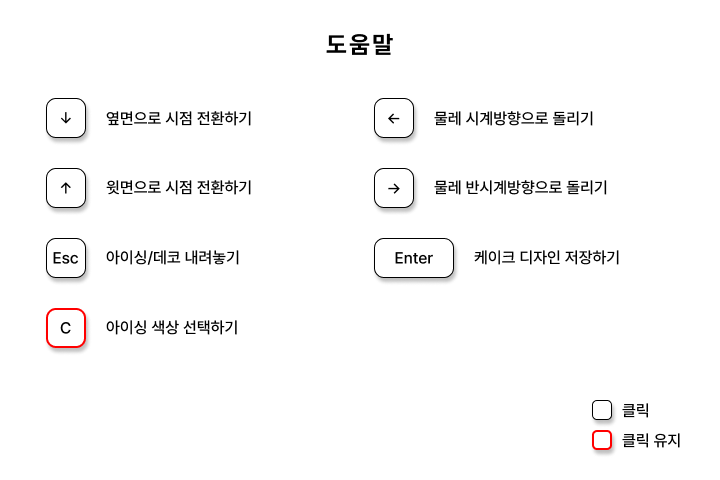 도움말
↓ 옆면으로 시점 전환하기
← 물레 시계방향으로 돌리기
↑ 윗면으로 시점 전환하기
→ 물레 반시계방향으로 돌리기
Esc 아이싱/데코 내려놓기
Enter 케이크 디자인 저장하기
C 아이싱 색상 선택하기
클릭
클릭 유지